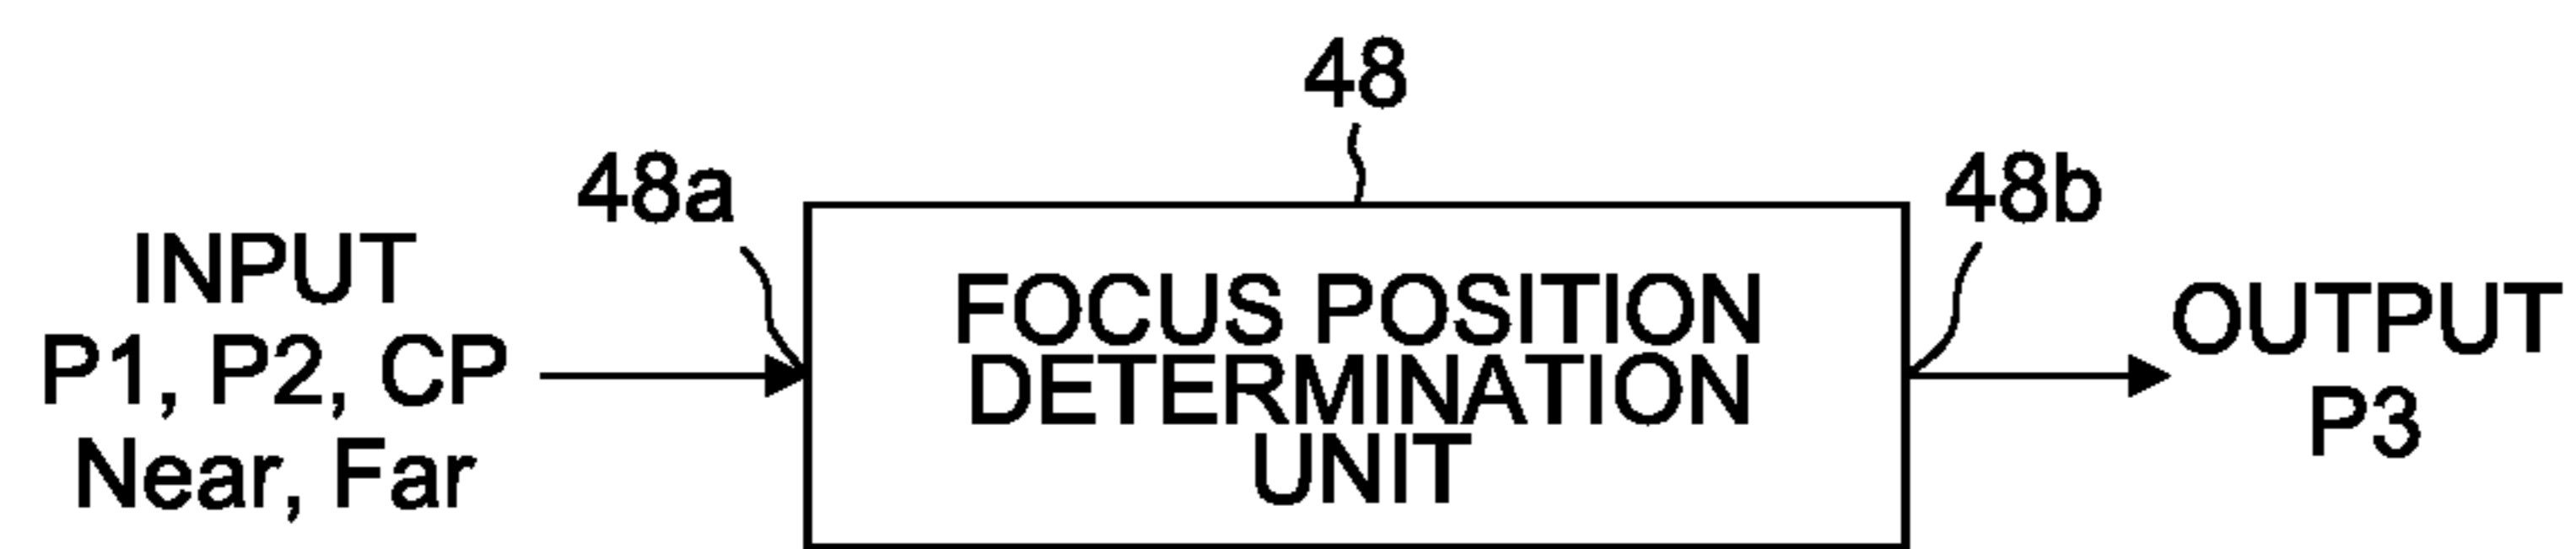 48
48a
48b
INPUT
P1, P2, CP
Near, Far
FOCUS POSITION
DETERMINATION
UNIT
OUTPUT
P3